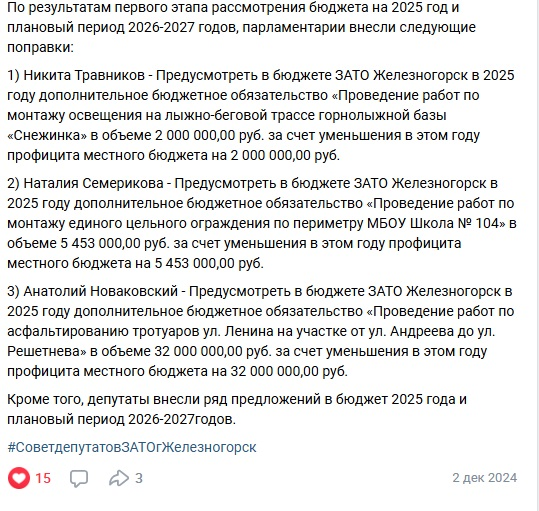 По результатам первого этапа рассмотрения бюджета на 2025 год и
плановый период 2026-2027 годов, парламентарии внесли следующие
поправки:
1) Никита Травников - Предусмотреть в бюджете ЗАТО Железногорск в 2025
году дополнительное бюджетное обязательство «Проведение работ по
монтажу освещения на лыжно-беговой трассе горнолыжной базы
«Снежинка» в объеме 2 000 000,00 руб. за счет уменьшения в этом году
профицита местного бюджета на 2 000 000,00 руб.
2) Наталия Семерикова - Предусмотреть в бюджете ЗАТО Железногорск в
2025 году дополнительное бюджетное обязательство «Проведение работ по
монтажу единого цельного ограждения по периметру МБОУ Школа № 104» в
объеме 5 453 000,00 руб. за счет уменьшения в этом году профицита
местного бюджета на 5 453 000,00 руб.
3) Анатолий Новаковский - Предусмотреть в бюджете ЗАТО Железногорск в
2025 году дополнительное бюджетное обязательство «Проведение работ по
асфальтированию тротуаров ул. Ленина на участке от ул. Андреева до ул.
Решетнева» в объеме 32 000 000,00 руб. за счет уменьшения в этом году
профицита местного бюджета на 32 000 000,00 руб.
Кроме того, депутаты внесли ряд предложений в бюджет 2025 года и
плановый период 2026-2027годов.
#СоветдепутатовЗАТОгЖелезногорск
15 3 2 дек 2024